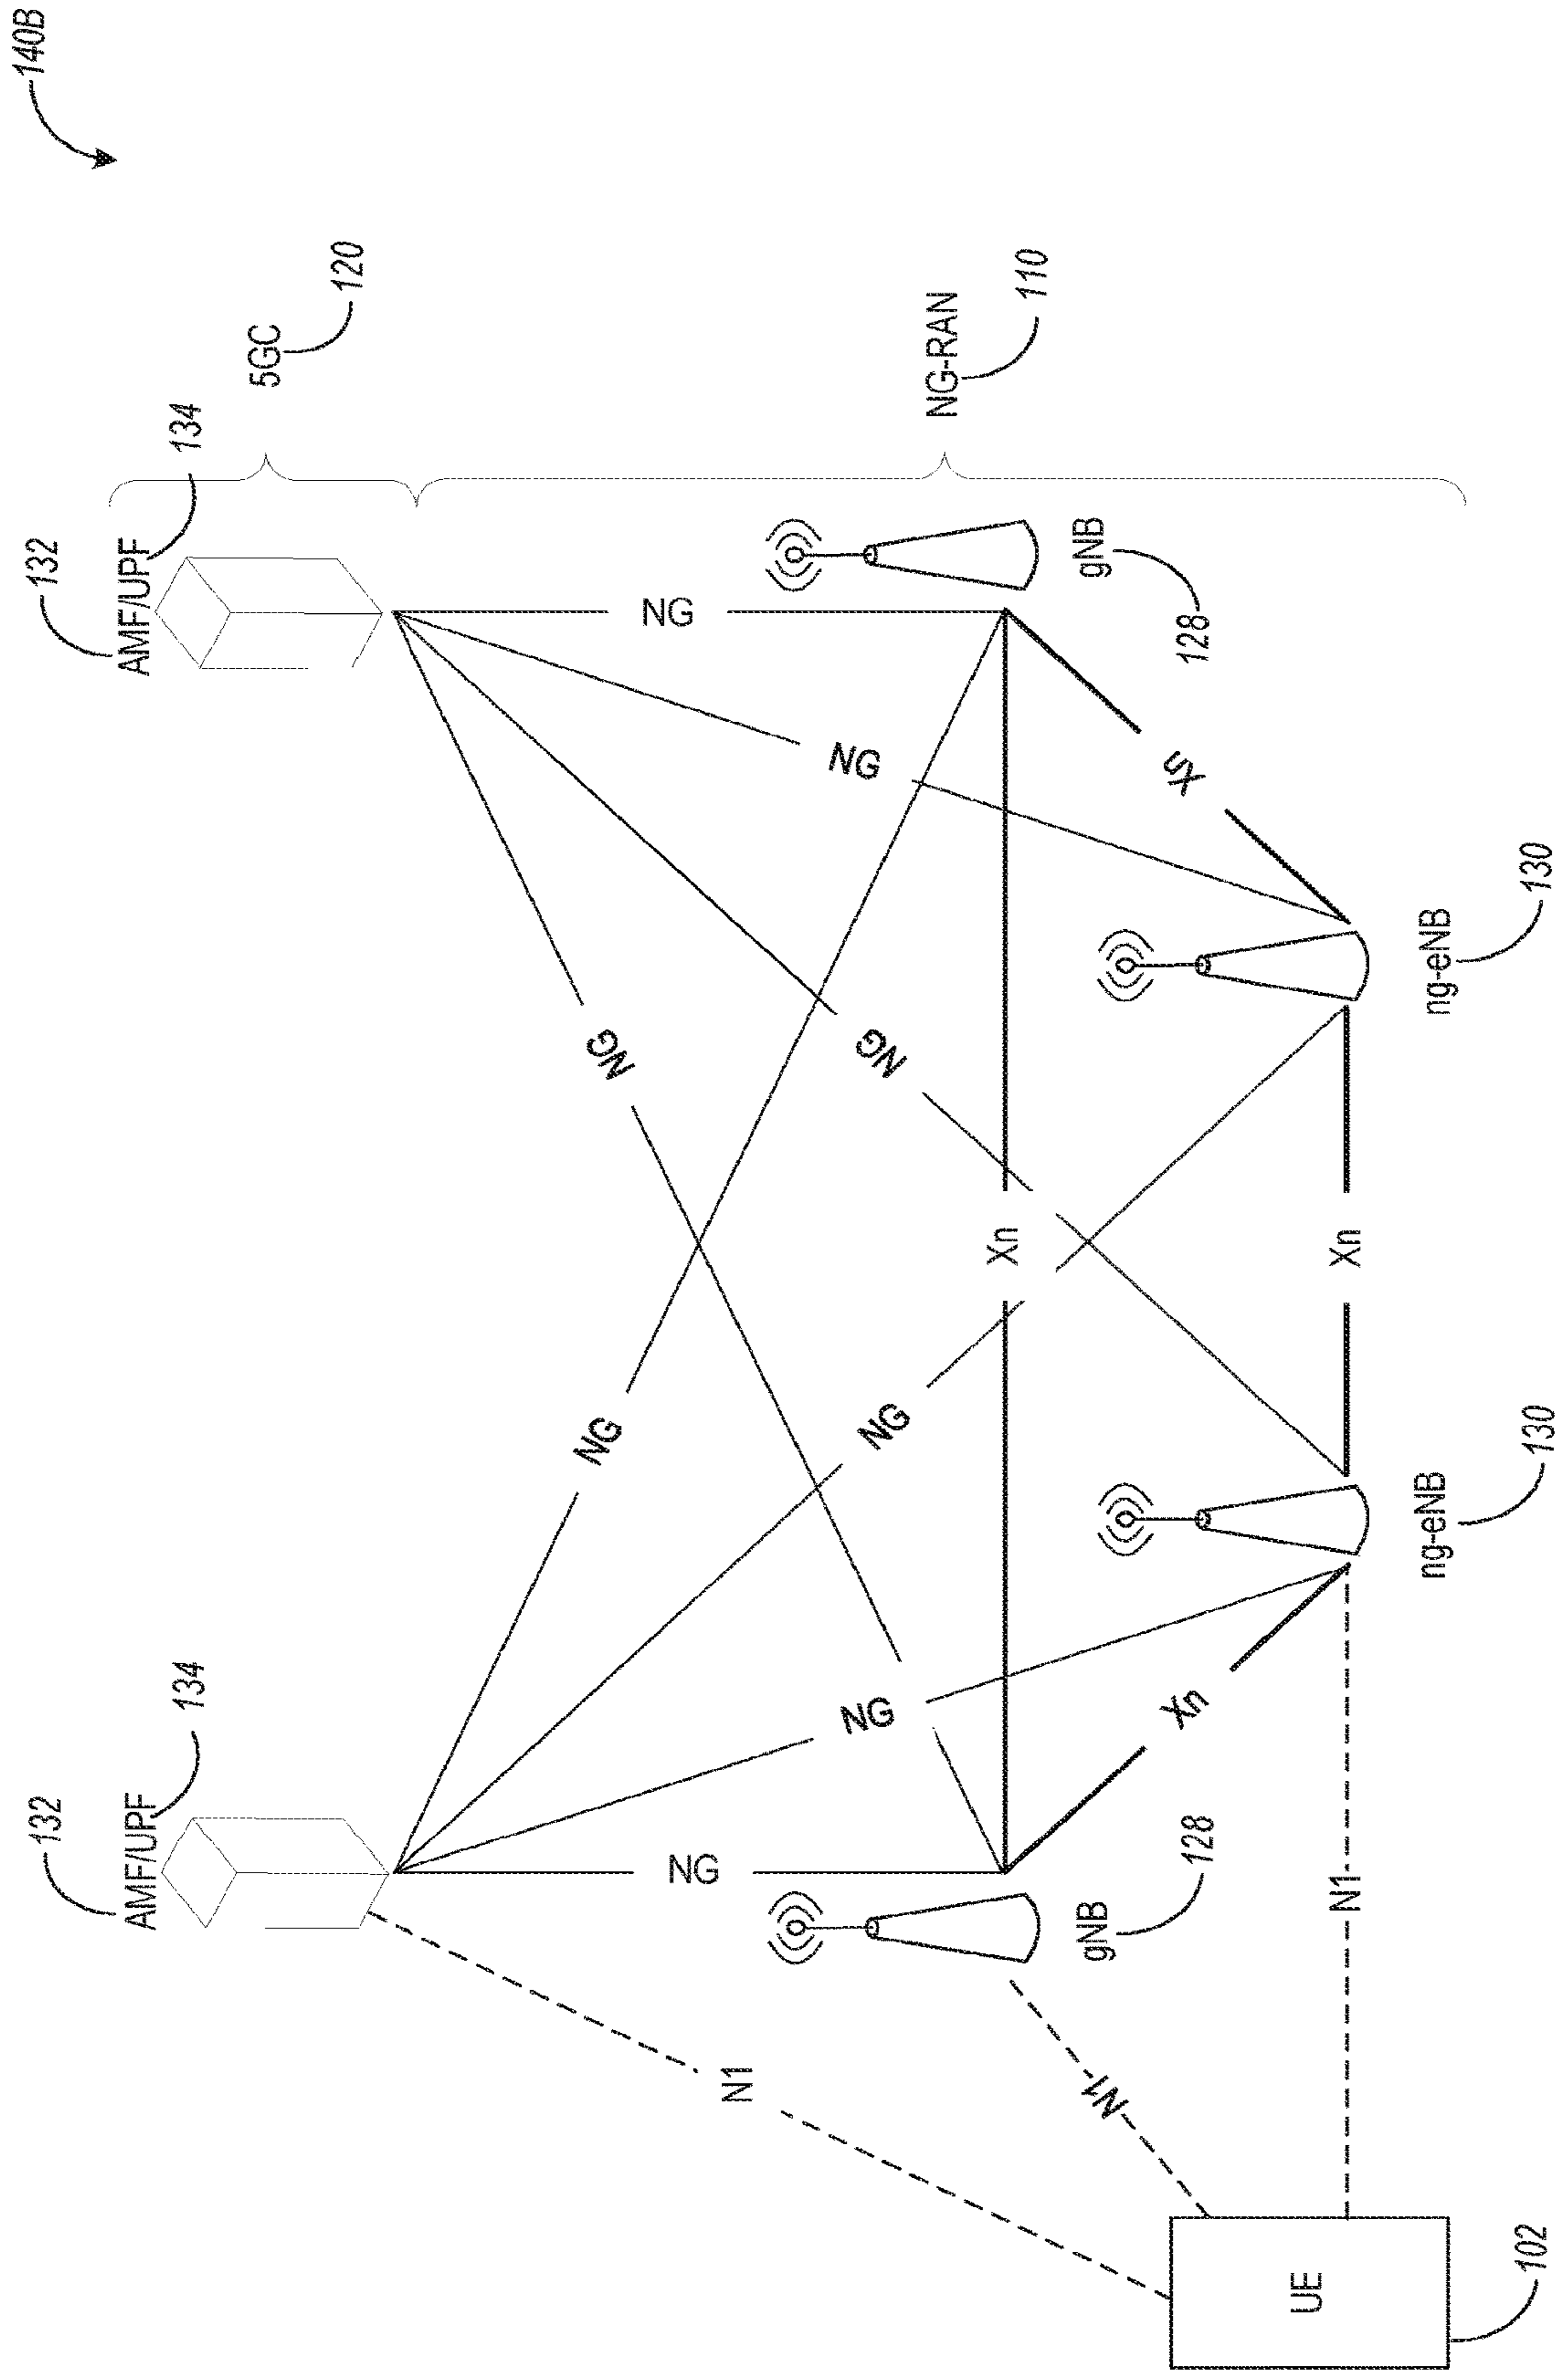 140B
132
132
AMF/UPF
134
AMF/UPF
134
5GC
120
NG
NG
NG
NG
N1
NG
NG
NG
NG
NG-RAN
110
Xn
N1
gNB
128
gNB
128
Xn
Xn
UE
N1
Xn
ng-eNB
130
ng-eNB
130
102